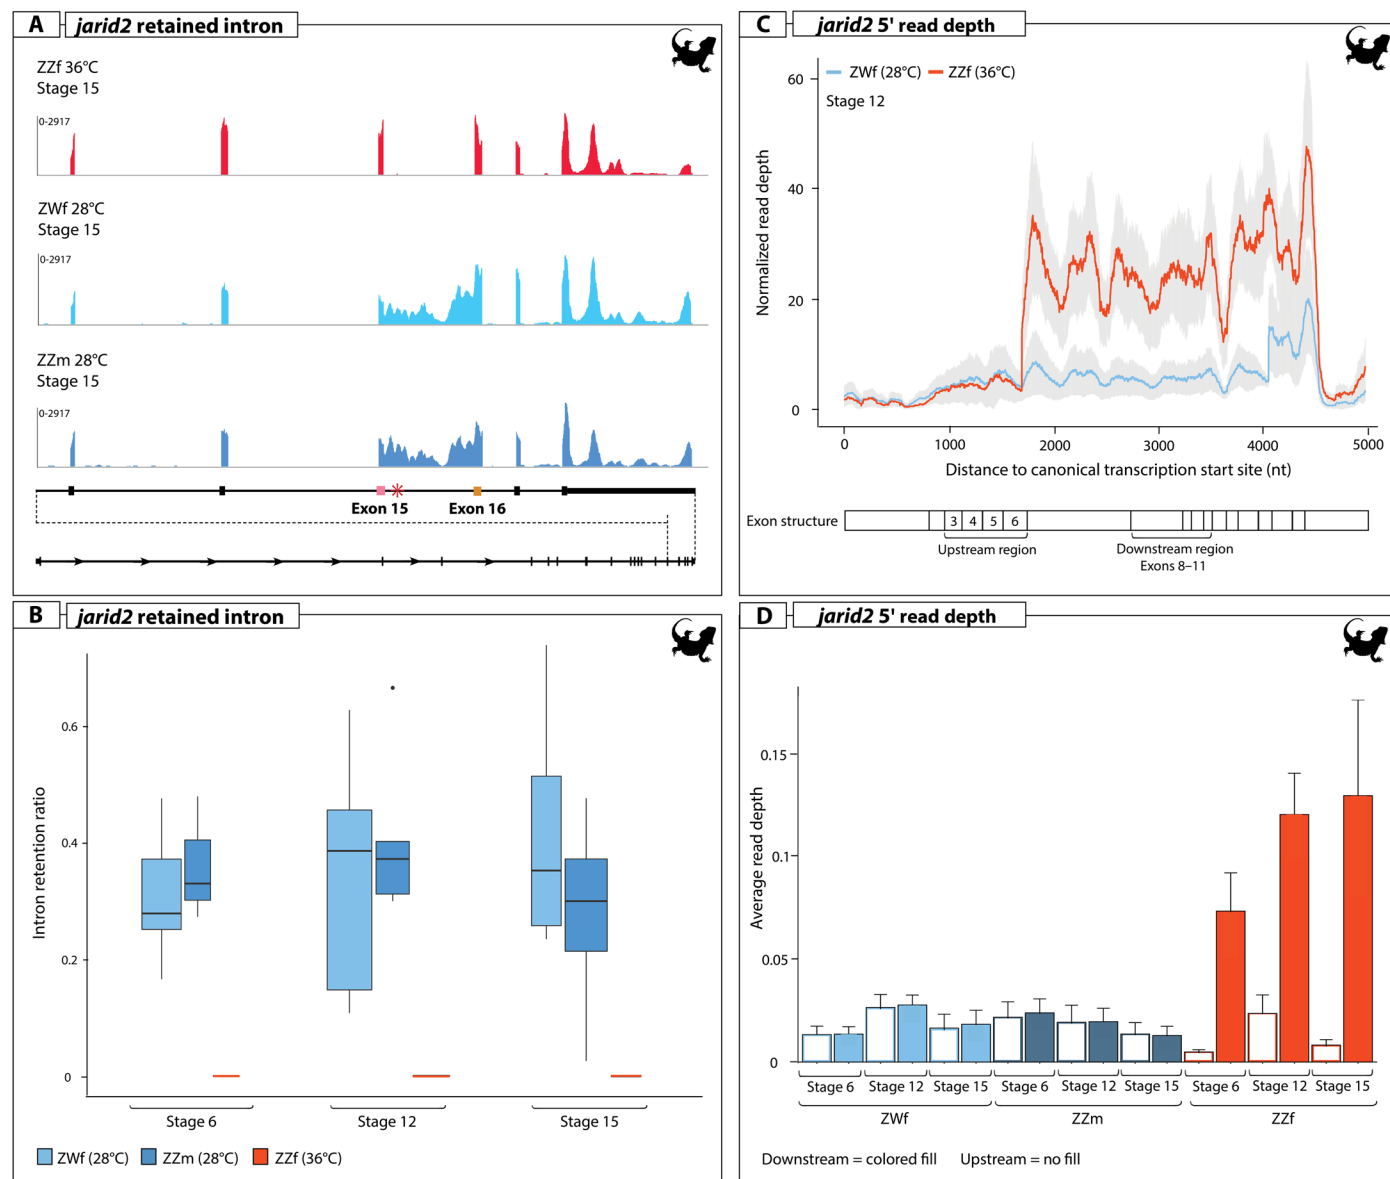 A
jarid2 retained intron
ZZf 36°C
Stage 15
0-2917
ZWf 28°C
Stage 15
0-2917
ZZm 28°C
Stage 15
0-2917
Exon 15 Exon 16
B
jarid2 retained intron
Intron retention ratio
0.6
0.4
0.2
0
Stage 6 Stage 12 Stage 15
ZWf (28°C) ZZm (28°C) ZZf (36°C)
C
jarid2 5' read depth
ZWf (28°C) ZZf (36°C)
Stage 12
Normalized read depth
60
40
20
0
0 1000 2000 3000 4000 5000
Distance to canonical transcription start site (nt)
Exon structure 3 4 5 6
Upstream region Downstream region
Exons 8–11
D
jarid2 5' read depth
Average read depth
0.15
0.1
0.05
0
Stage 6 Stage 12 Stage 15 Stage 6 Stage 12 Stage 15 Stage 6 Stage 12 Stage 15
ZWf ZZm ZZf
Downstream = colored fill Upstream = no fill